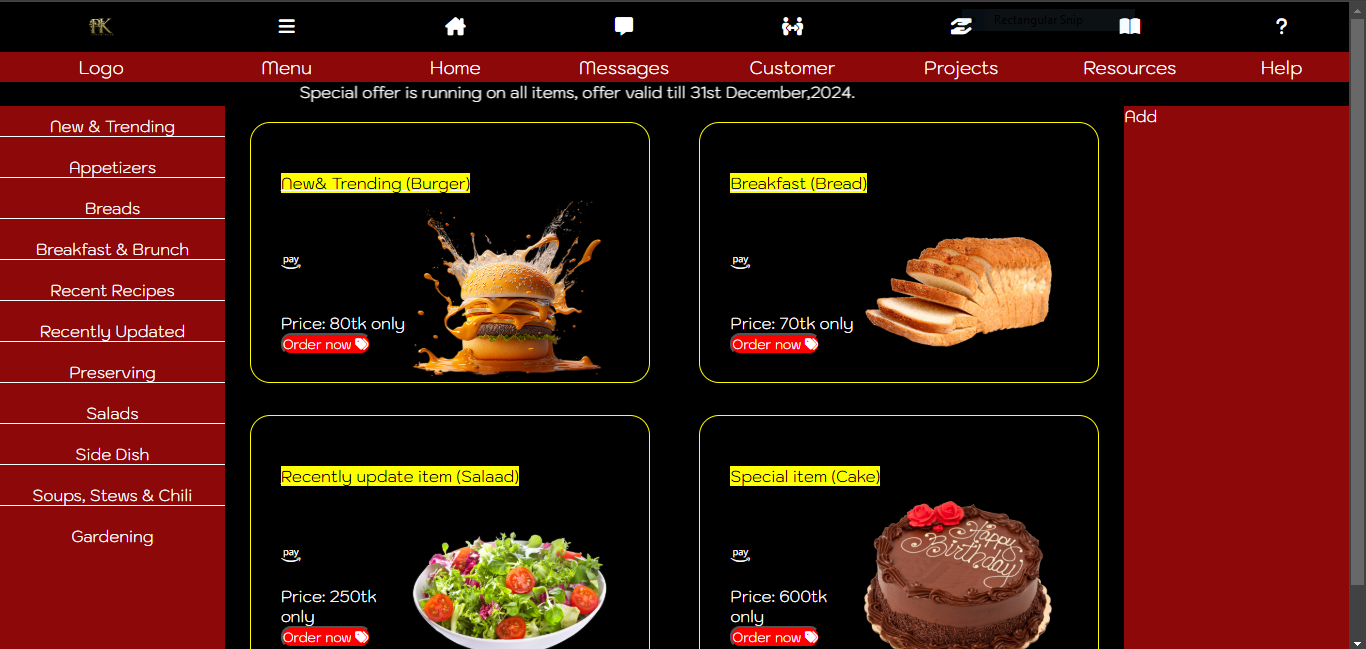 PK
Rectangular Snip
Logo Menu Home Messages Customer Projects Resources Help
Special offer is running on all items, offer valid till 31st December,2024.
New & Trending
Appetizers
Breads
Breakfast & Brunch
Recent Recipes
Recently Updated
Preserving
Salads
Side Dish
Soups, Stews & Chili
Gardening
New& Trending (Burger)
pay
Price: 80tk only
Order now
Breakfast (Bread)
pay
Price: 70tk only
Order now
Recently update item (Salaad)
pay
Price: 250tk
only
Order now
Special item (Cake)
pay
Price: 600tk
only
Order now
Happy
Birthday
Add